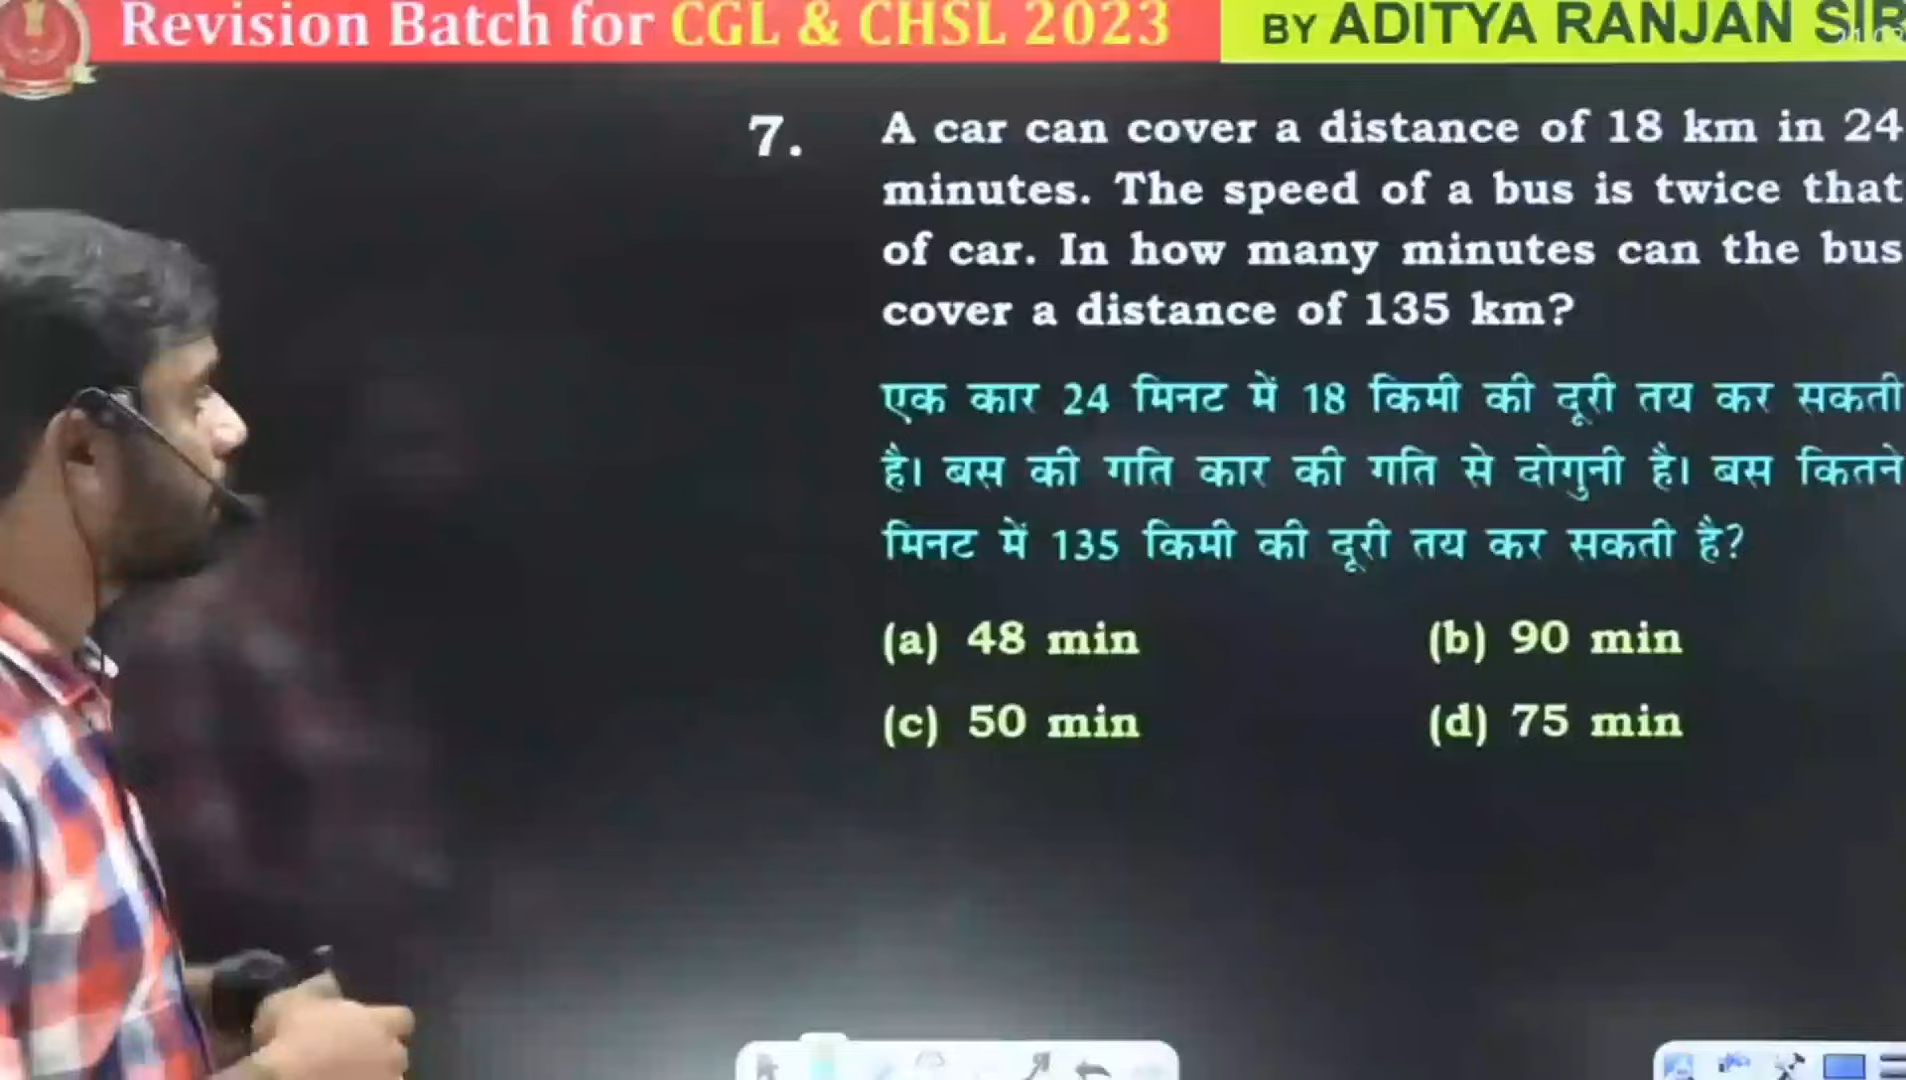 Revision Batch for CGL & CHSL 2023
BY ADITYA RANJAN SIR
7.
A car can cover a distance of 18 km in 24
minutes. The speed of a bus is twice that
of car. In how many minutes can the bus
cover a distance of 135 km?
एक कार 24 मिनट में 18 किमी की दूरी तय कर सकती
है। बस की गति कार की गति से दोगुनी है। बस कितने
मिनट में 135 किमी की दूरी तय कर सकती है?
(a) 48 min (b) 90 min
(c) 50 min (d) 75 min